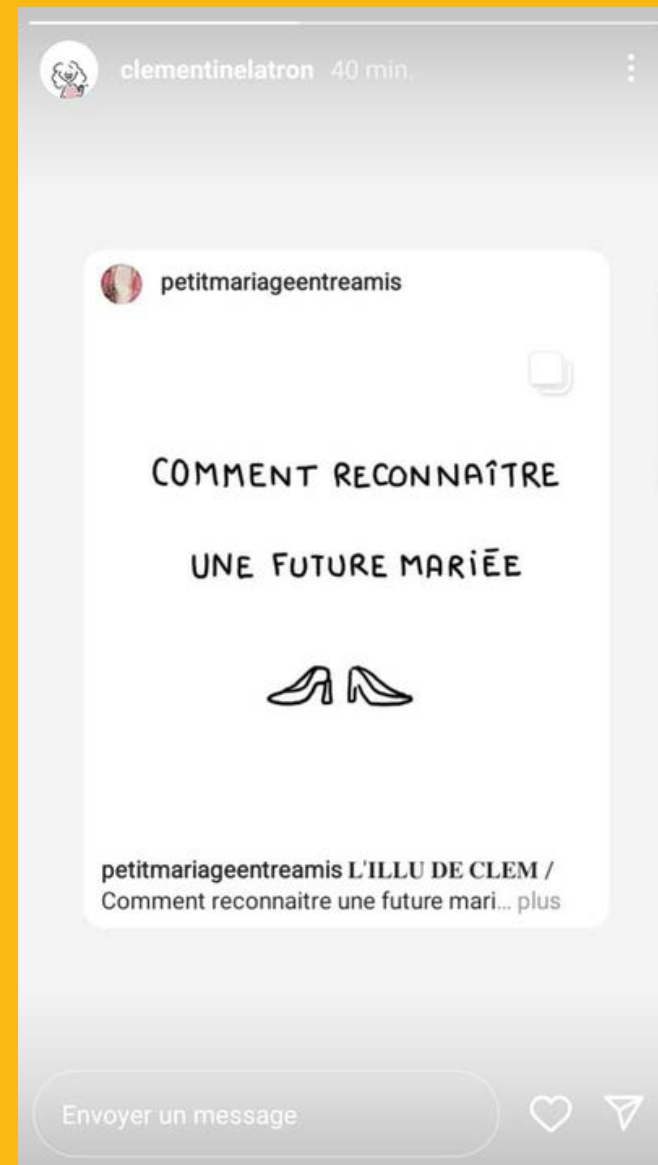 clementinelatron 40 min.
petitmariageentreamis
COMMENT RECONNAÎTRE
UNE FUTURE MARIÉE
petitmariageentreamis L'ILLU DE CLEM /
Comment reconnaitre une future mari... plus
Envoyer un message